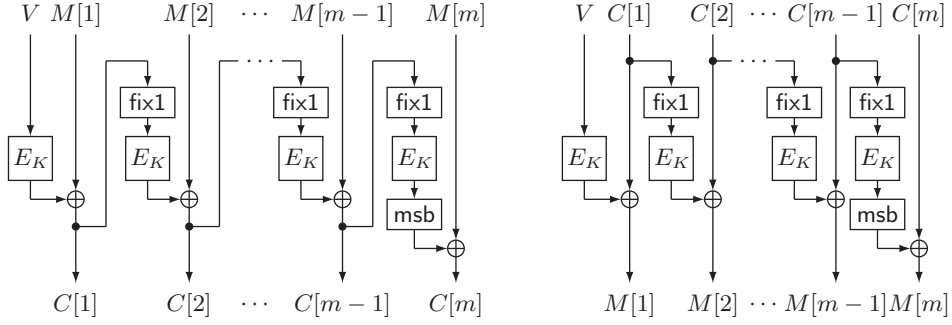 V M[1] M[2] ··· M[m − 1] M[m] V C[1] C[2] ··· C[m − 1] C[m]
···  ···
fix1 fix1 fix1 fix1 fix1 fix1
E_K E_K E_K E_K E_K E_K E_K E_K
msb msb
C[1] C[2] ··· C[m − 1] C[m] M[1] M[2] ··· M[m − 1] M[m]